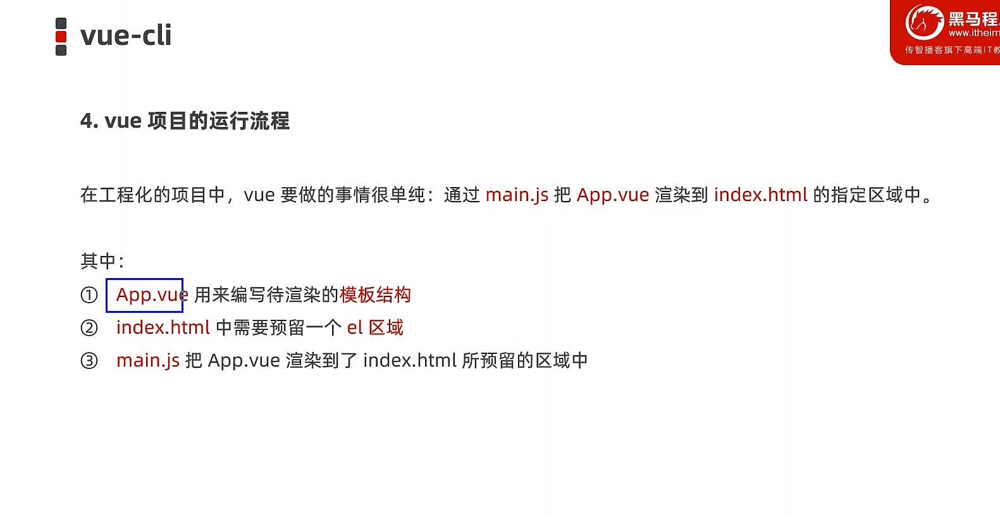 vue-cli
黑马程
www.itheim
传智播客旗下高端IT教
4. vue 项目的运行流程
在工程化的项目中，vue 要做的事情很单纯：通过 main.js 把 App.vue 渲染到 index.html 的指定区域中。
其中：
① App.vue 用来编写待渲染的模板结构
② index.html 中需要预留一个 el 区域
③ main.js 把 App.vue 渲染到了 index.html 所预留的区域中